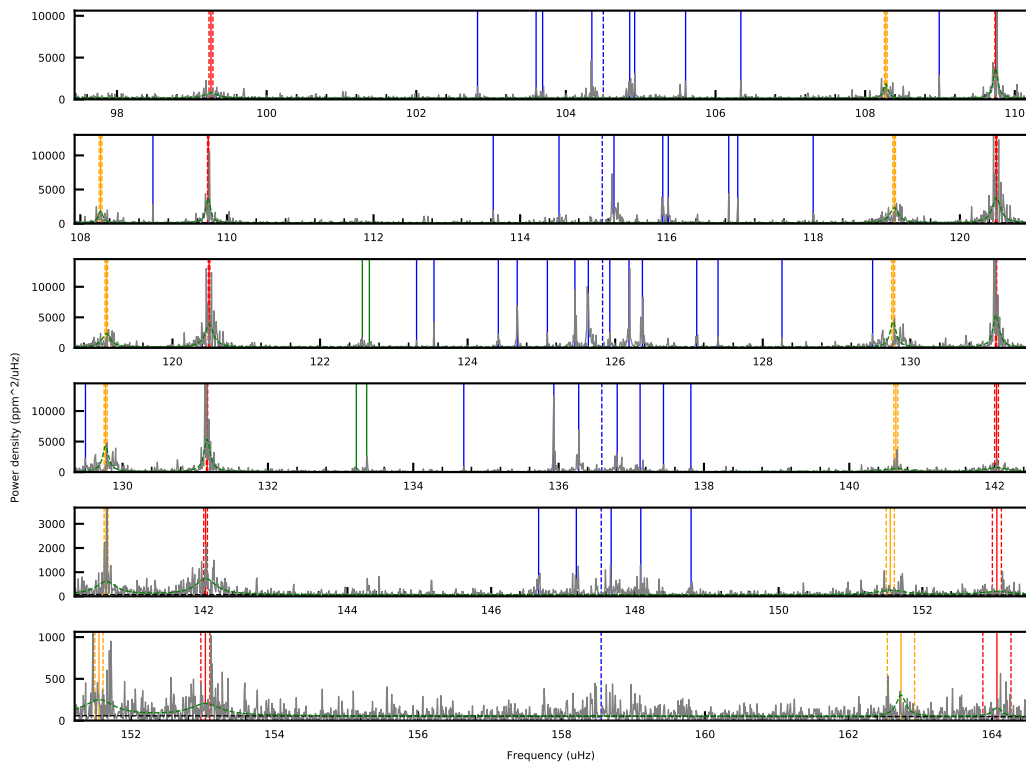 10000
5000
0
98 100 102 104 106 108 110
10000
5000
0
108 110 112 114 116 118 120
10000
5000
0
120 122 124 126 128 130
Power density (ppm^2/uHz)
10000
5000
0
130 132 134 136 138 140 142
3000
2000
1000
0
142 144 146 148 150 152
1000
500
0
152 154 156 158 160 162 164
Frequency (uHz)